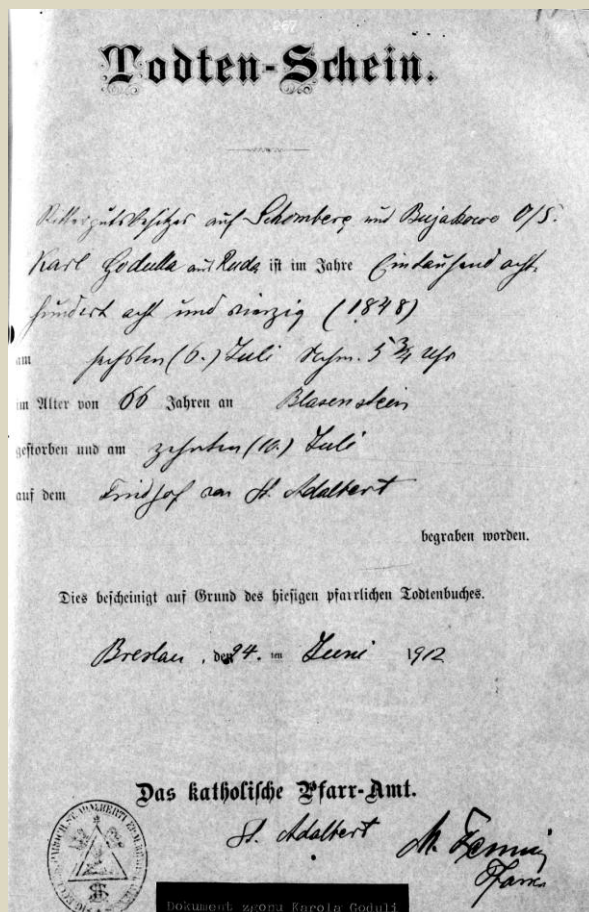 267
Todten-Schein.
Rittergutsbesitzer auf Schomberg und Bujakowo O/S.
Karl Godulla aus Ruda ist im Jahre Eintausend acht
hundert acht und vierzig (1848)
am sechsten (6.) Juli Nchm. 5 3/4 Uhr
im Alter von 66 Jahren an Blasenstein
gestorben und am zehnten (10.) Juli
auf dem Friedhof von St. Adalbert
begraben worden.
Dies bescheinigt auf Grund des hiesigen pfarrlichen Todtenbuches.
Breslau, den 24. ten Juni 1912
Das katholische Pfarr-Amt.
St. Adalbert
M.
Pfarrer
Dokument zgonu Karola Goduli